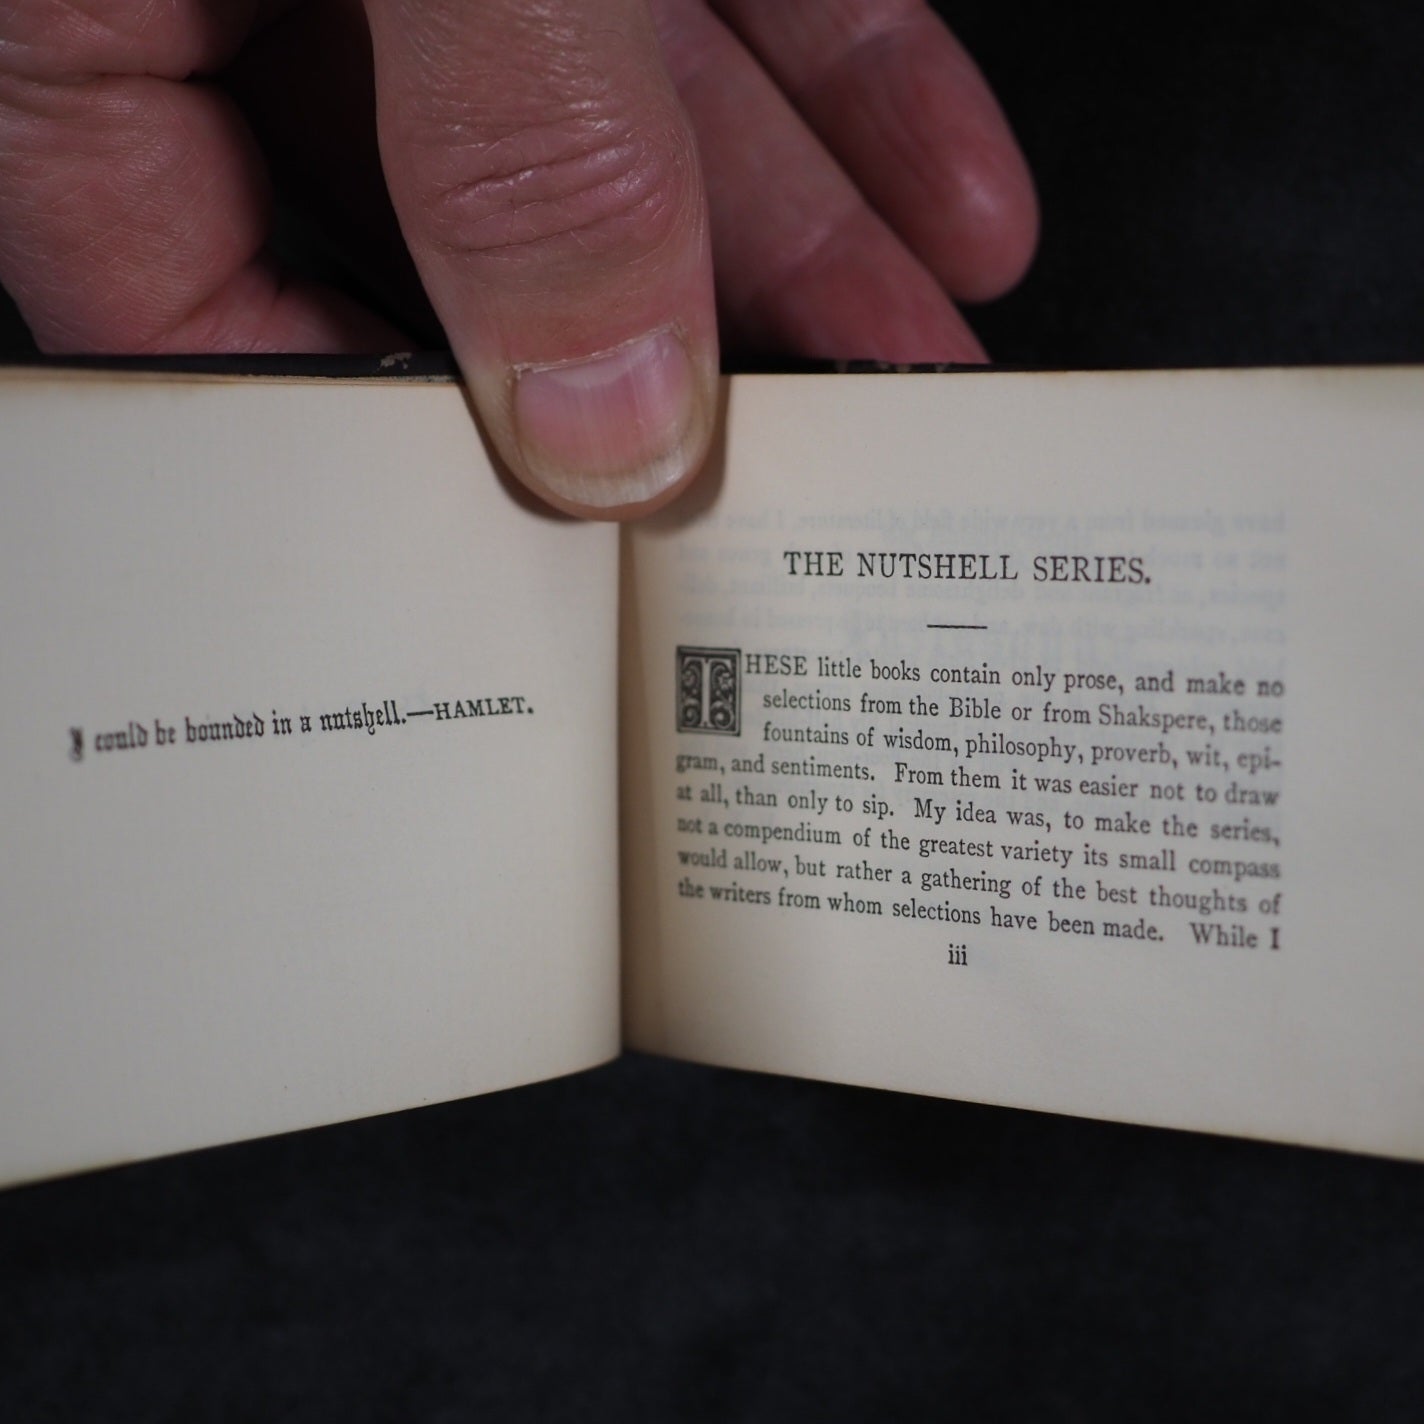 I could be bounded in a nutshell.—HAMLET.
THE NUTSHELL SERIES.
THESE little books contain only prose, and make no
selections from the Bible or from Shakspere, those
fountains of wisdom, philosophy, proverb, wit, epi-
gram, and sentiments. From them it was easier not to draw
at all, than only to sip. My idea was, to make the series,
not a compendium of the greatest variety its small compass
would allow, but rather a gathering of the best thoughts of
the writers from whom selections have been made. While I
iii